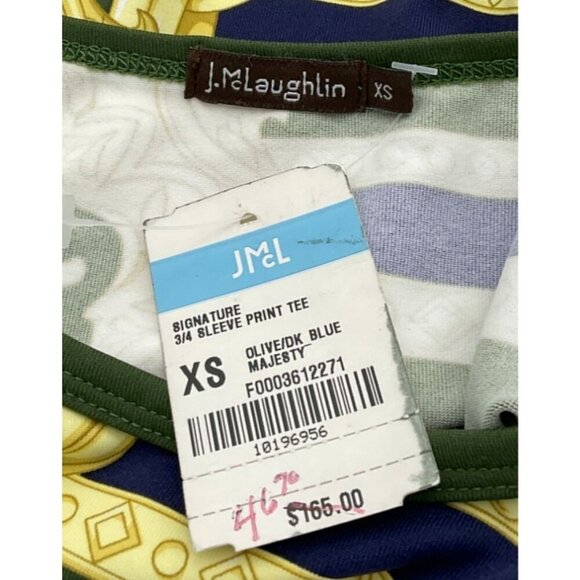 J.McLaughlin
XS
JMcL
SIGNATURE
3/4 SLEEVE PRINT TEE
XS
OLIVE/DK BLUE
MAJESTY
F0003612271
10196956
$165.00